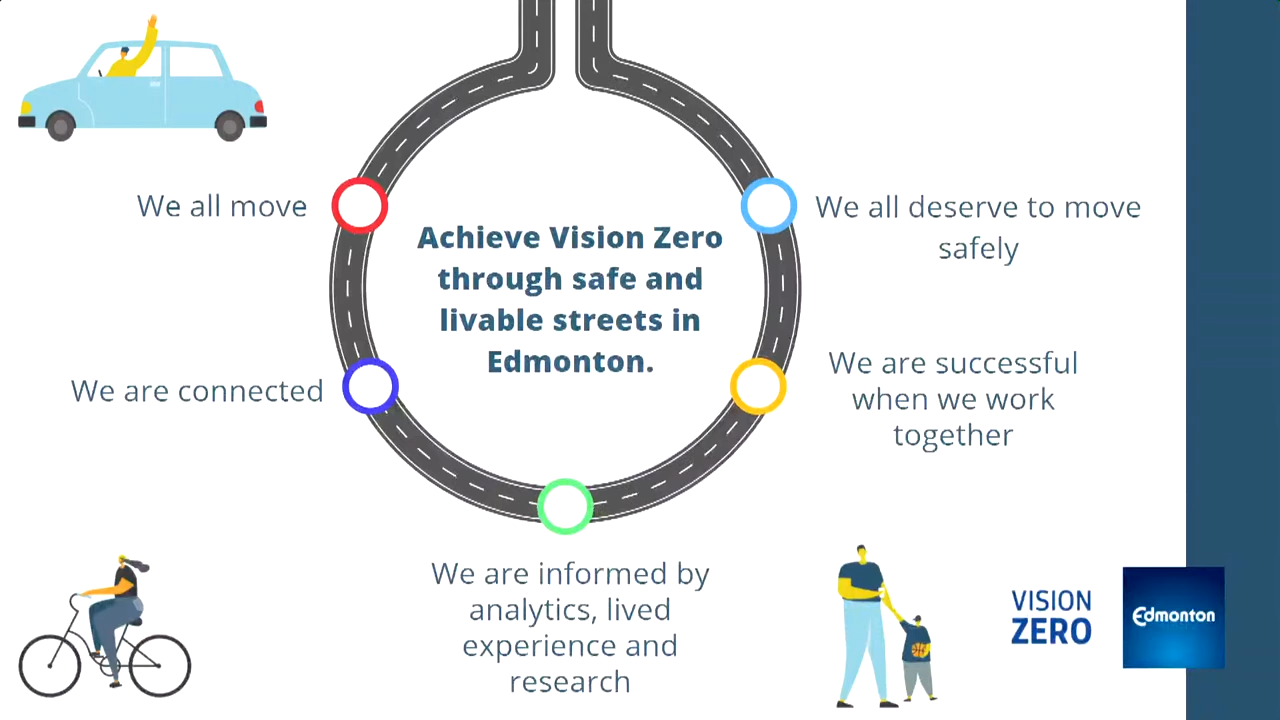 We all move
We all deserve to move
safely
Achieve Vision Zero
through safe and
livable streets in
Edmonton.
We are connected
We are successful
when we work
together
We are informed by
analytics, lived
experience and
research
VISION
ZERO
Edmonton